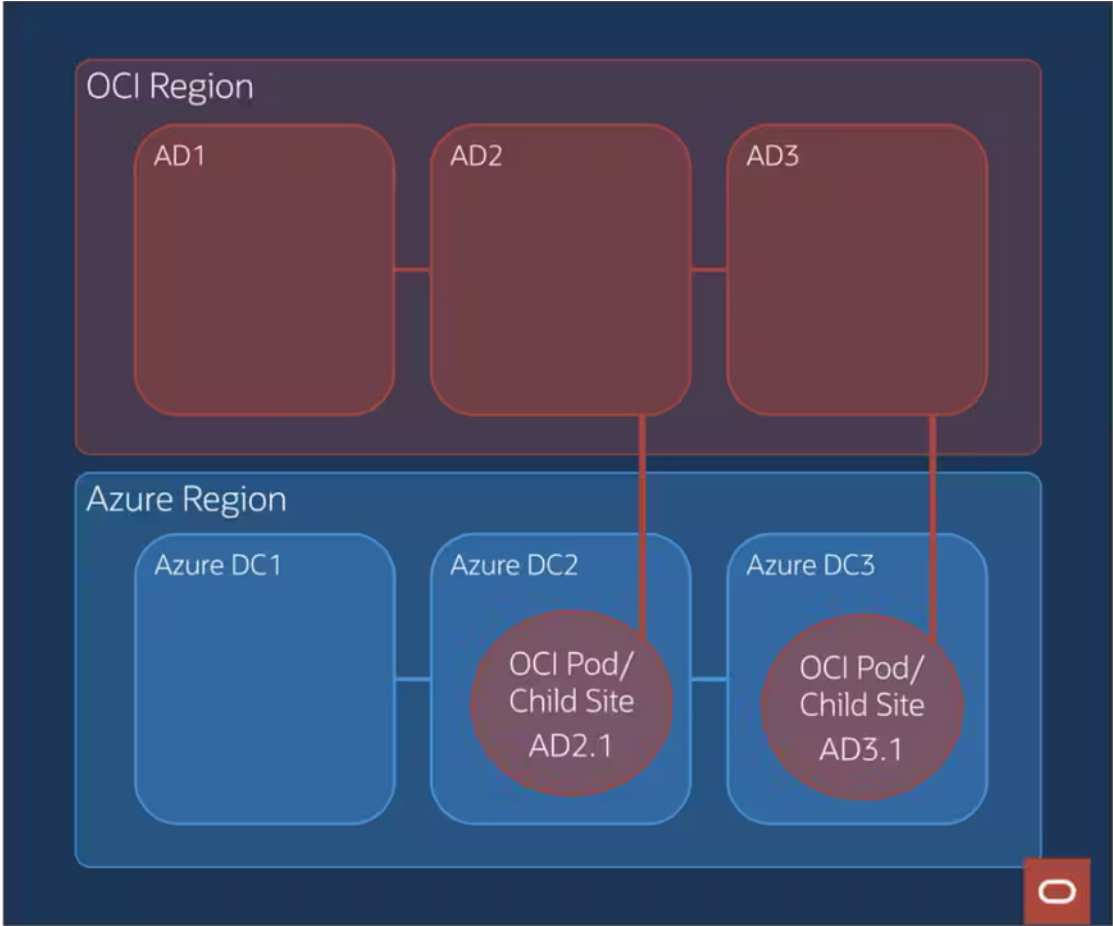 OCI Region
AD1
AD2
AD3
Azure Region
Azure DC1
Azure DC2
Azure DC3
OCI Pod/
Child Site
AD2.1
OCI Pod/
Child Site
AD3.1